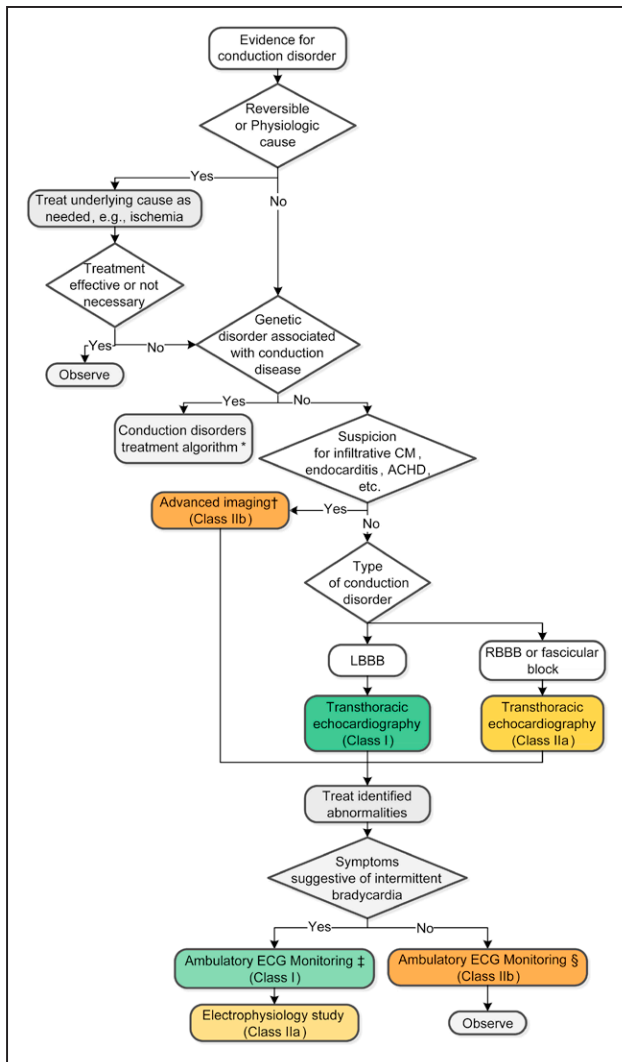 Evidence for
conduction disorder
Reversible
or Physiologic
cause
Yes
No
Treat underlying cause as
needed, e.g., ischemia
Treatment
effective or not
necessary
Yes
No
Observe
Genetic
disorder associated
with conduction
disease
Yes
No
Conduction disorders
treatment algorithm *
Suspicion
for infiltrative CM,
endocarditis, ACHD,
etc.
Yes
No
Advanced imaging†
(Class IIb)
Type
of conduction
disorder
LBBB
RBBB or fascicular
block
Transthoracic
echocardiography
(Class I)
Transthoracic
echocardiography
(Class IIa)
Treat identified
abnormalities
Symptoms
suggestive of intermittent
bradycardia
Yes
No
Ambulatory ECG Monitoring ‡
(Class I)
Ambulatory ECG Monitoring §
(Class IIb)
Electrophysiology study
(Class IIa)
Observe